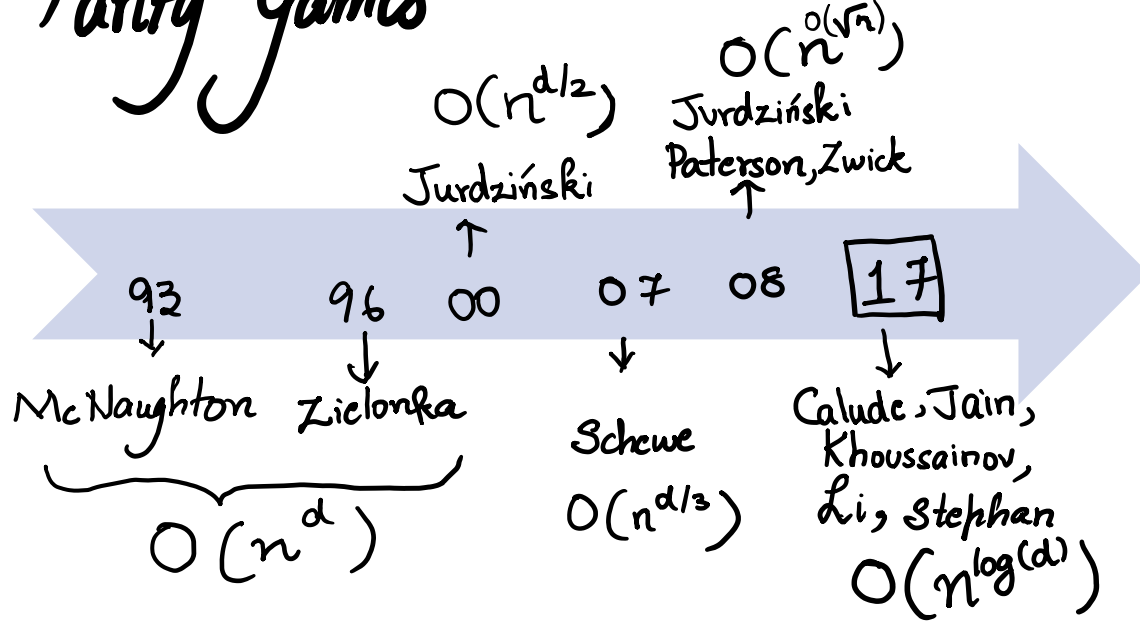 Parity Games
O(n^{d/2})
Jurdziński
O(n^{O(√n)})
Jurdziński
Paterson, Zwick
93
96
00
07
08
17
McNaughton
Zielonka
O(n^d)
Schewe
O(n^{d/3})
Calude, Jain,
Khoussainov,
Li, Stephan
O(n^{log(d)})